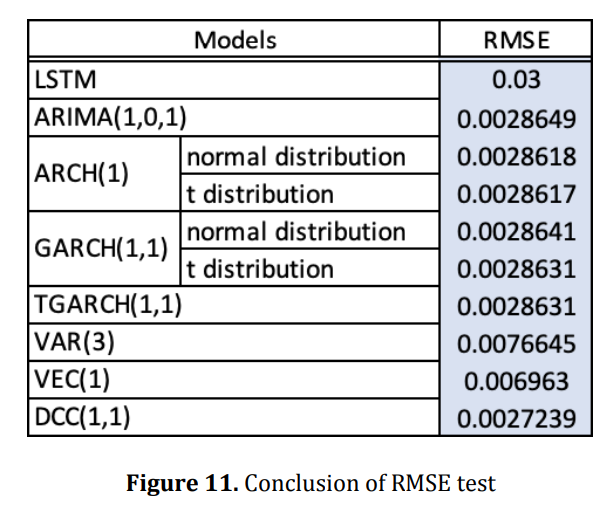 Models RMSE
LSTM 0.03
ARIMA(1,0,1) 0.0028649
ARCH(1) normal distribution 0.0028618
t distribution 0.0028617
GARCH(1,1) normal distribution 0.0028641
t distribution 0.0028631
TGARCH(1,1) 0.0028631
VAR(3) 0.0076645
VEC(1) 0.006963
DCC(1,1) 0.0027239
Figure 11. Conclusion of RMSE test